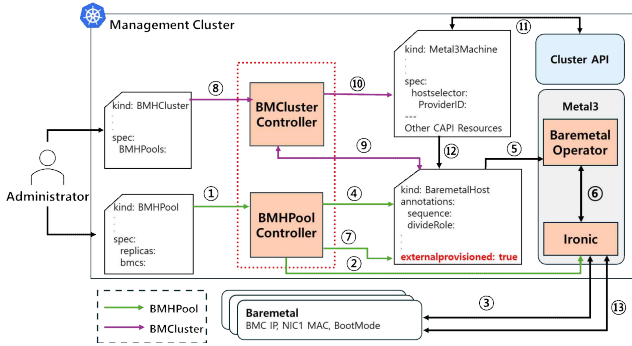 Management Cluster
⑪
kind: Metal3Machine
:
spec:
hostselector:
ProviderID:
---
Other CAPI Resources
Cluster API
⑧
⑩
kind: BMHCluster
:
spec:
BMHPools:
BMCluster
Controller
Metal3
Baremetal
Operator
⑨
⑫
⑤
Administrator
①
④
kind: BMHPool
:
spec:
replicas:
bmcs:
BMHPool
Controller
kind: BaremetalHost
annotations:
sequence:
divideRole:
:
externalprovisioned: true
⑥
⑦
②
Ironic
BMHPool
BMCluster
Baremetal
BMC IP, NIC1 MAC, BootMode
③
⑬